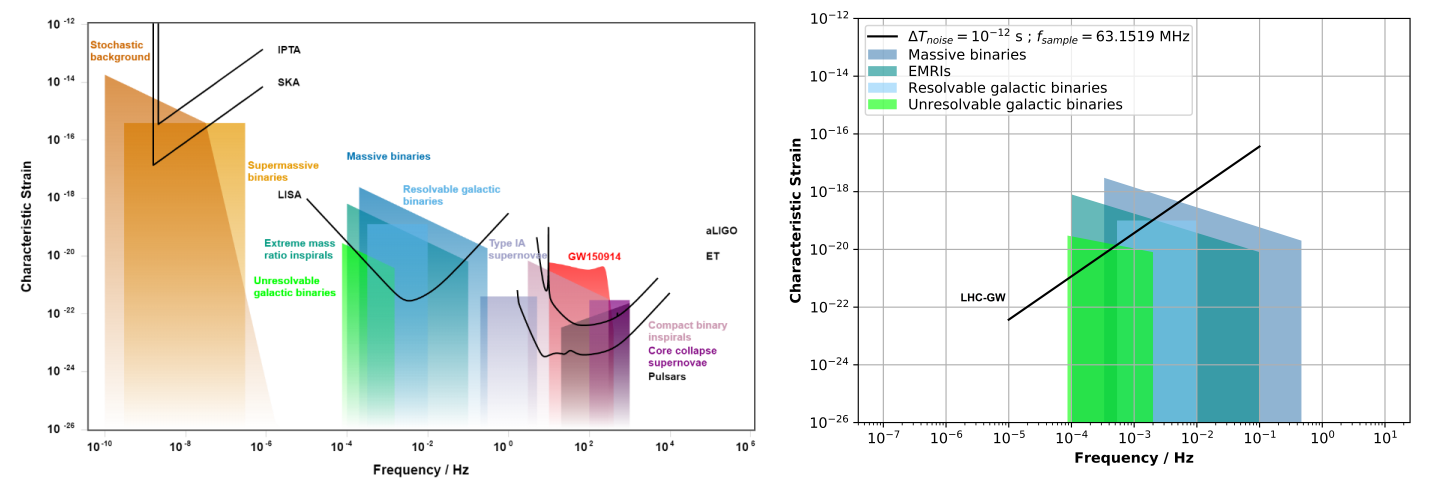 10 -12
10 -14
10 -16
10 -18
10 -20
10 -22
10 -24
10 -26
Characteristic Strain
Stochastic
background
IPTA
SKA
Supermassive
binaries
LISA
Massive binaries
Resolvable galactic
binaries
Extreme mass
ratio inspirals
Unresolvable
galactic binaries
Type IA
supernovae
GW150914
aLIGO
ET
Compact binary
inspirals
Core collapse
supernovae
Pulsars
10 -10
10 -8
10 -6
10 -4
10 -2
10 0
10 2
10 4
10 6
Frequency / Hz
10⁻¹²
10⁻¹⁴
10⁻¹⁶
10⁻¹⁸
10⁻²⁰
10⁻²²
10⁻²⁴
10⁻²⁶
Characteristic Strain
ΔT_noise = 10⁻¹² s ; f_sample = 63.1519 MHz
Massive binaries
EMRIs
Resolvable galactic binaries
Unresolvable galactic binaries
LHC-GW
10⁻⁷
10⁻⁶
10⁻⁵
10⁻⁴
10⁻³
10⁻²
10⁻¹
10⁰
10¹
Frequency / Hz